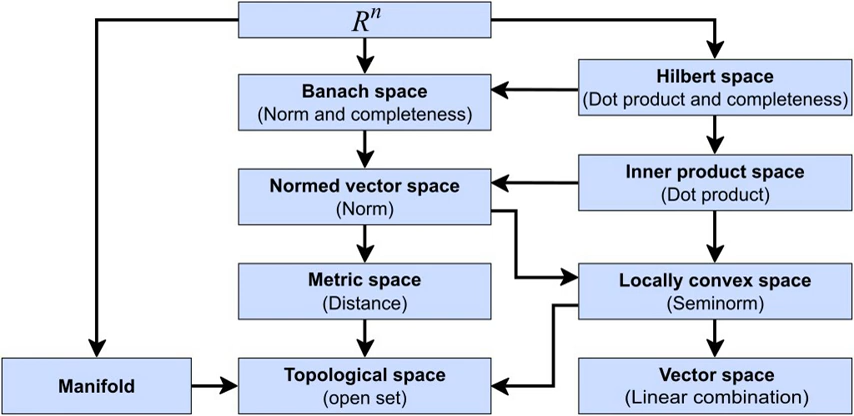 Rⁿ
Banach space
(Norm and completeness)
Hilbert space
(Dot product and completeness)
Normed vector space
(Norm)
Inner product space
(Dot product)
Metric space
(Distance)
Locally convex space
(Seminorm)
Manifold
Topological space
(open set)
Vector space
(Linear combination)